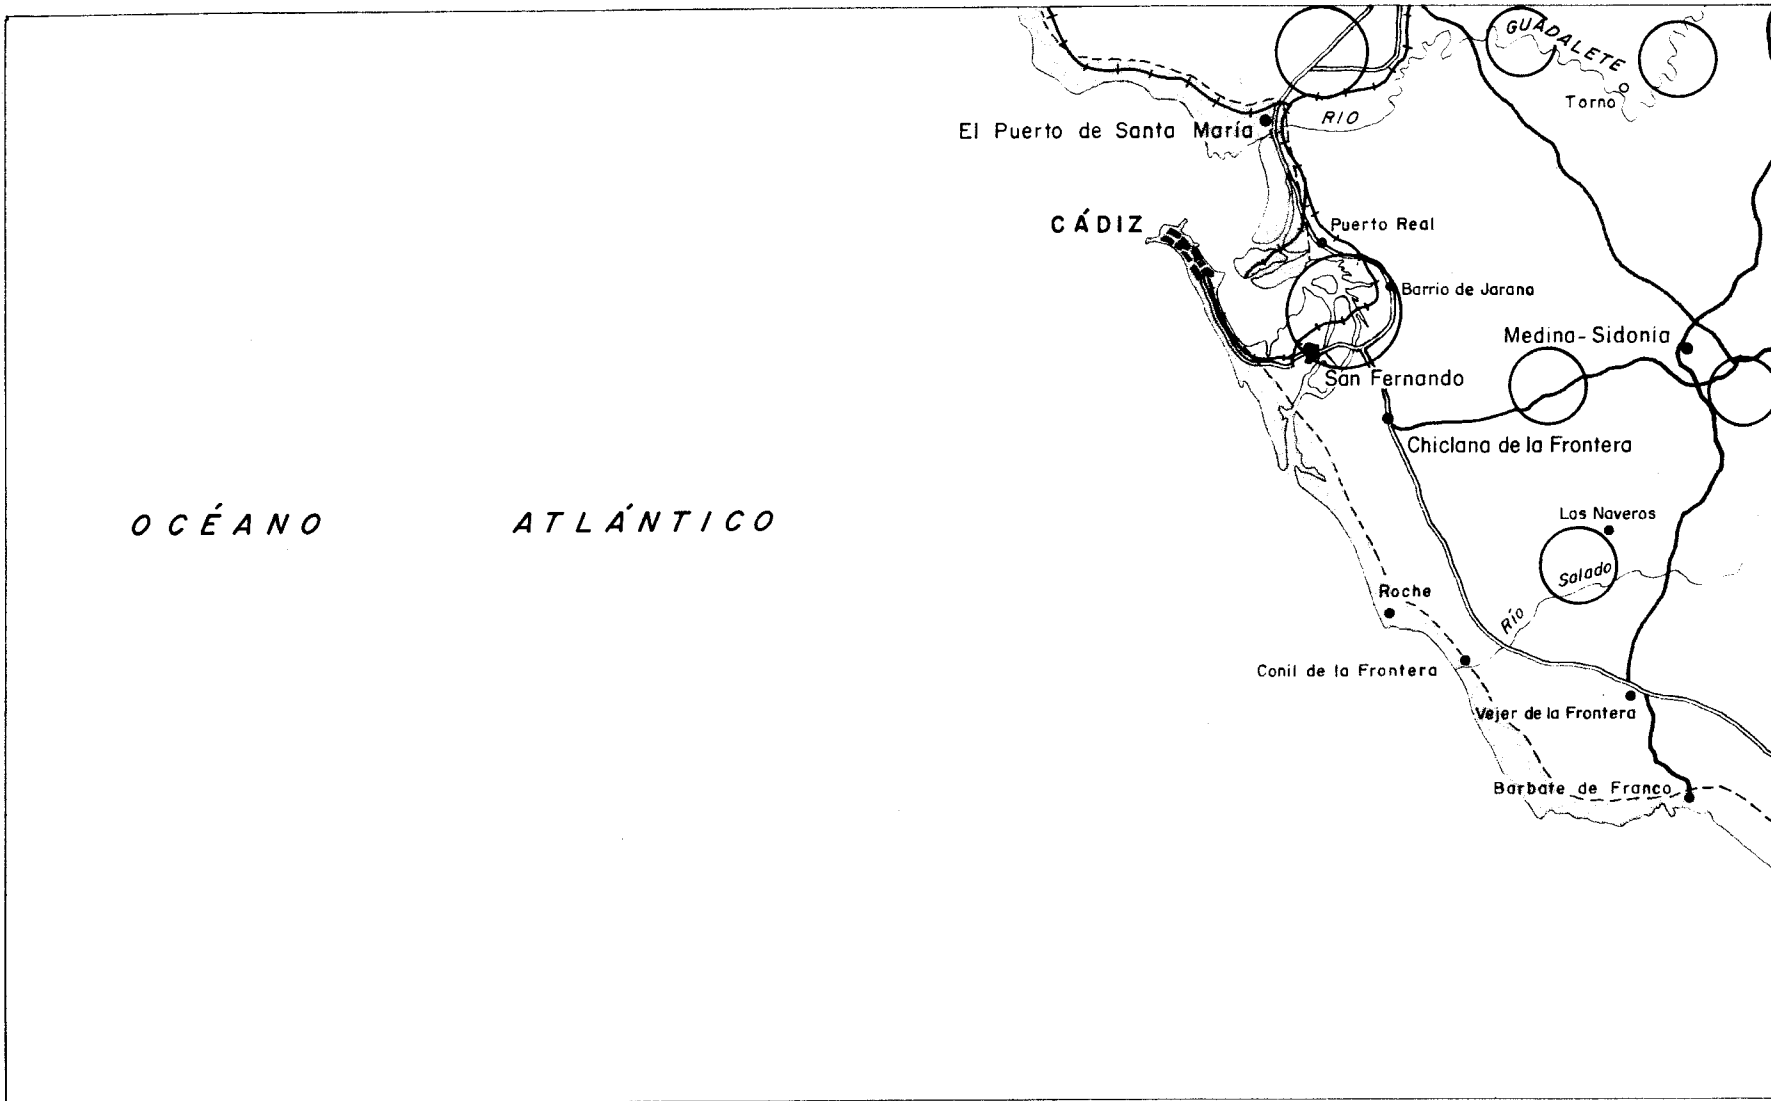 GUADALETE
Torno
RIO
El Puerto de Santa María
CÁDIZ
Puerto Real
Barrio de Jarana
Medina-Sidonia
San Fernando
Chiclana de la Frontera
OCÉANO ATLÁNTICO
Los Naveros
Salado
Roche
RÍO
Conil de la Frontera
Vejer de la Frontera
Barbate de Franco